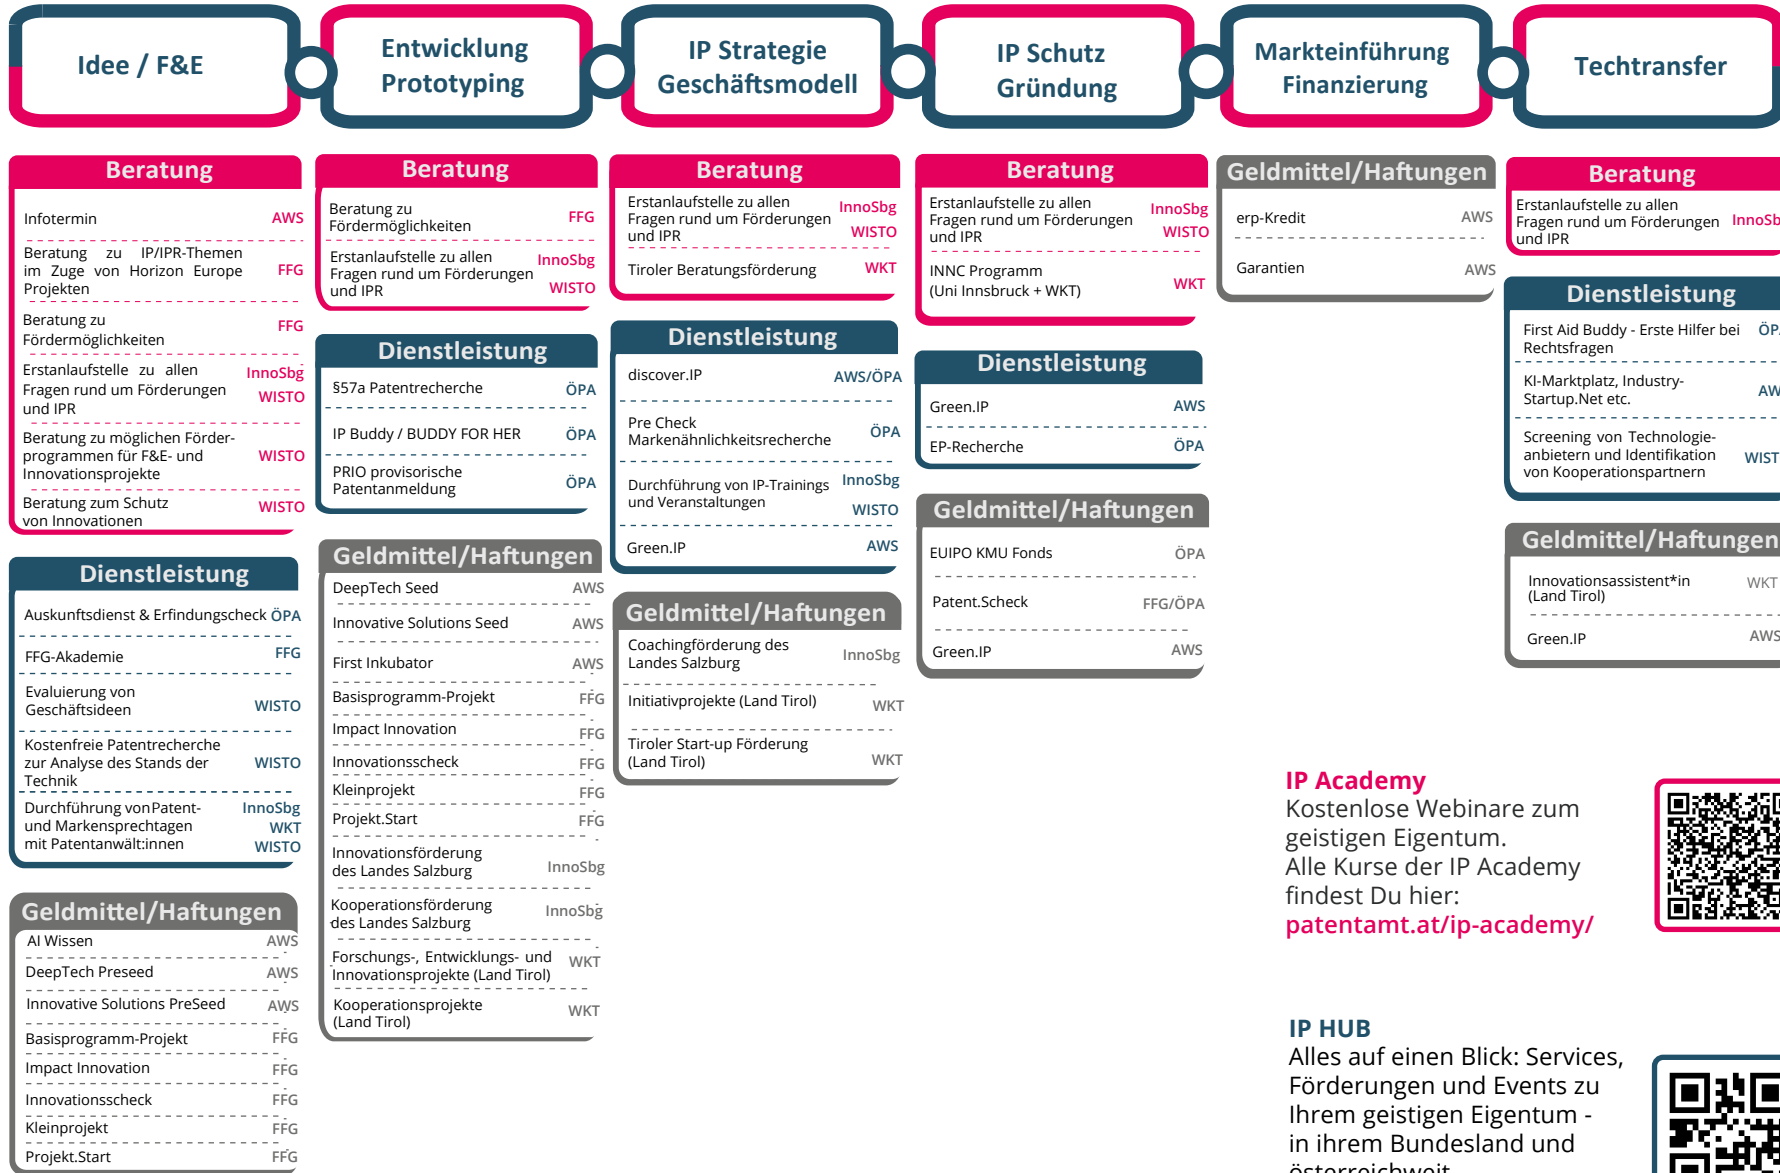 Idee / F&E
Entwicklung
Prototyping
IP Strategie
Geschäftsmodell
IP Schutz
Gründung
Markteinführung
Finanzierung
Techtransfer
Beratung
Infotermin AWS
Beratung zu IP/IPR-Themen
im Zuge von Horizon Europe FFG
Projekten
Beratung zu FFG
Fördermöglichkeiten
Erstanlaufstelle zu allen InnoSbg
Fragen rund um Förderungen WISTO
und IPR
Beratung zu möglichen Förder-
programmen für F&E- und WISTO
Innovationsprojekte
Beratung zum Schutz WISTO
von Innovationen
Dienstleistung
Auskunftsdienst & Erfindungscheck ÖPA
FFG-Akademie FFG
Evaluierung von
Geschäftsideen WISTO
Kostenfreie Patentrecherche
zur Analyse des Stands der WISTO
Technik
Durchführung von Patent- InnoSbg
und Markensprechtagen WKT
mit Patentanwält:innen WISTO
Geldmittel/Haftungen
AI Wissen AWS
DeepTech Preseed AWS
Innovative Solutions PreSeed AWS
Basisprogramm-Projekt FFG
Impact Innovation FFG
Innovationsscheck FFG
Kleinprojekt FFG
Projekt.Start FFG
Beratung
Beratung zu FFG
Fördermöglichkeiten
Erstanlaufstelle zu allen InnoSbg
Fragen rund um Förderungen
und IPR WISTO
Dienstleistung
§57a Patentrecherche ÖPA
IP Buddy / BUDDY FOR HER ÖPA
PRIO provisorische
Patentanmeldung ÖPA
Geldmittel/Haftungen
DeepTech Seed AWS
Innovative Solutions Seed AWS
First Inkubator AWS
Basisprogramm-Projekt FFG
Impact Innovation FFG
Innovationsscheck FFG
Kleinprojekt FFG
Projekt.Start FFG
Innovationsförderung
des Landes Salzburg InnoSbg
Kooperationsförderung
des Landes Salzburg InnoSbg
Forschungs-, Entwicklungs- und WKT
Innovationsprojekte (Land Tirol)
Kooperationsprojekte WKT
(Land Tirol)
Beratung
Erstanlaufstelle zu allen InnoSbg
Fragen rund um Förderungen
und IPR WISTO
Tiroler Beratungsförderung WKT
Dienstleistung
discover.IP AWS/ÖPA
Pre Check
Markenähnlichkeitsrecherche ÖPA
Durchführung von IP-Trainings InnoSbg
und Veranstaltungen WISTO
Green.IP AWS
Geldmittel/Haftungen
Coachingförderung des
Landes Salzburg InnoSbg
Initiativprojekte (Land Tirol) WKT
Tiroler Start-up Förderung
(Land Tirol) WKT
Beratung
Erstanlaufstelle zu allen InnoSbg
Fragen rund um Förderungen
und IPR WISTO
INNC Programm
(Uni Innsbruck + WKT) WKT
Dienstleistung
Green.IP AWS
EP-Recherche ÖPA
Geldmittel/Haftungen
EUIPO KMU Fonds ÖPA
Patent.Scheck FFG/ÖPA
Green.IP AWS
Geldmittel/Haftungen
erp-Kredit AWS
Garantien AWS
Beratung
Erstanlaufstelle zu allen
Fragen rund um Förderungen
und IPR
Dienstleistung
First Aid Buddy - Erste Hilfer bei
Rechtsfragen
KI-Marktplatz, Industry-
Startup.Net etc.
Screening von Technologie-
anbietern und Identifikation
von Kooperationspartnern
Geldmittel/Haftungen
Innovationsassistent*in WKT
(Land Tirol)
Green.IP AWS
IP Academy
Kostenlose Webinare zum
geistigen Eigentum.
Alle Kurse der IP Academy
findest Du hier:
patentamt.at/ip-academy/
IP HUB
Alles auf einen Blick: Services,
Förderungen und Events zu
Ihrem geistigen Eigentum -
in ihrem Bundesland und
österreichweit